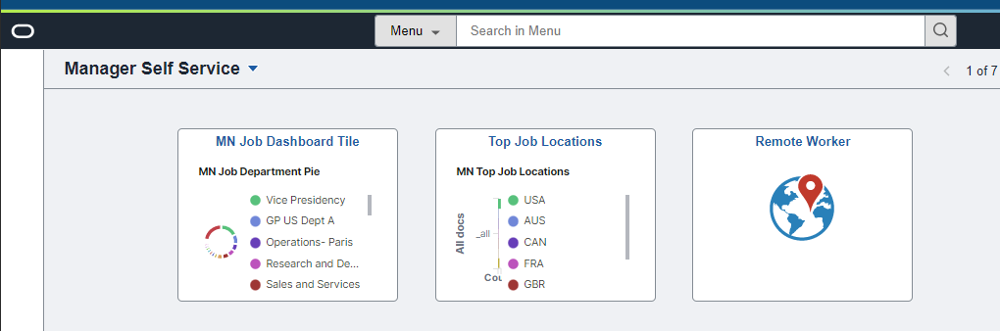 Menu
Search in Menu
Manager Self Service
1 of 7
MN Job Dashboard Tile
MN Job Department Pie
Vice Presidency
GP US Dept A
Operations- Paris
Research and De...
Sales and Services
Top Job Locations
MN Top Job Locations
All docs
_all
USA
AUS
CAN
FRA
GBR
Remote Worker